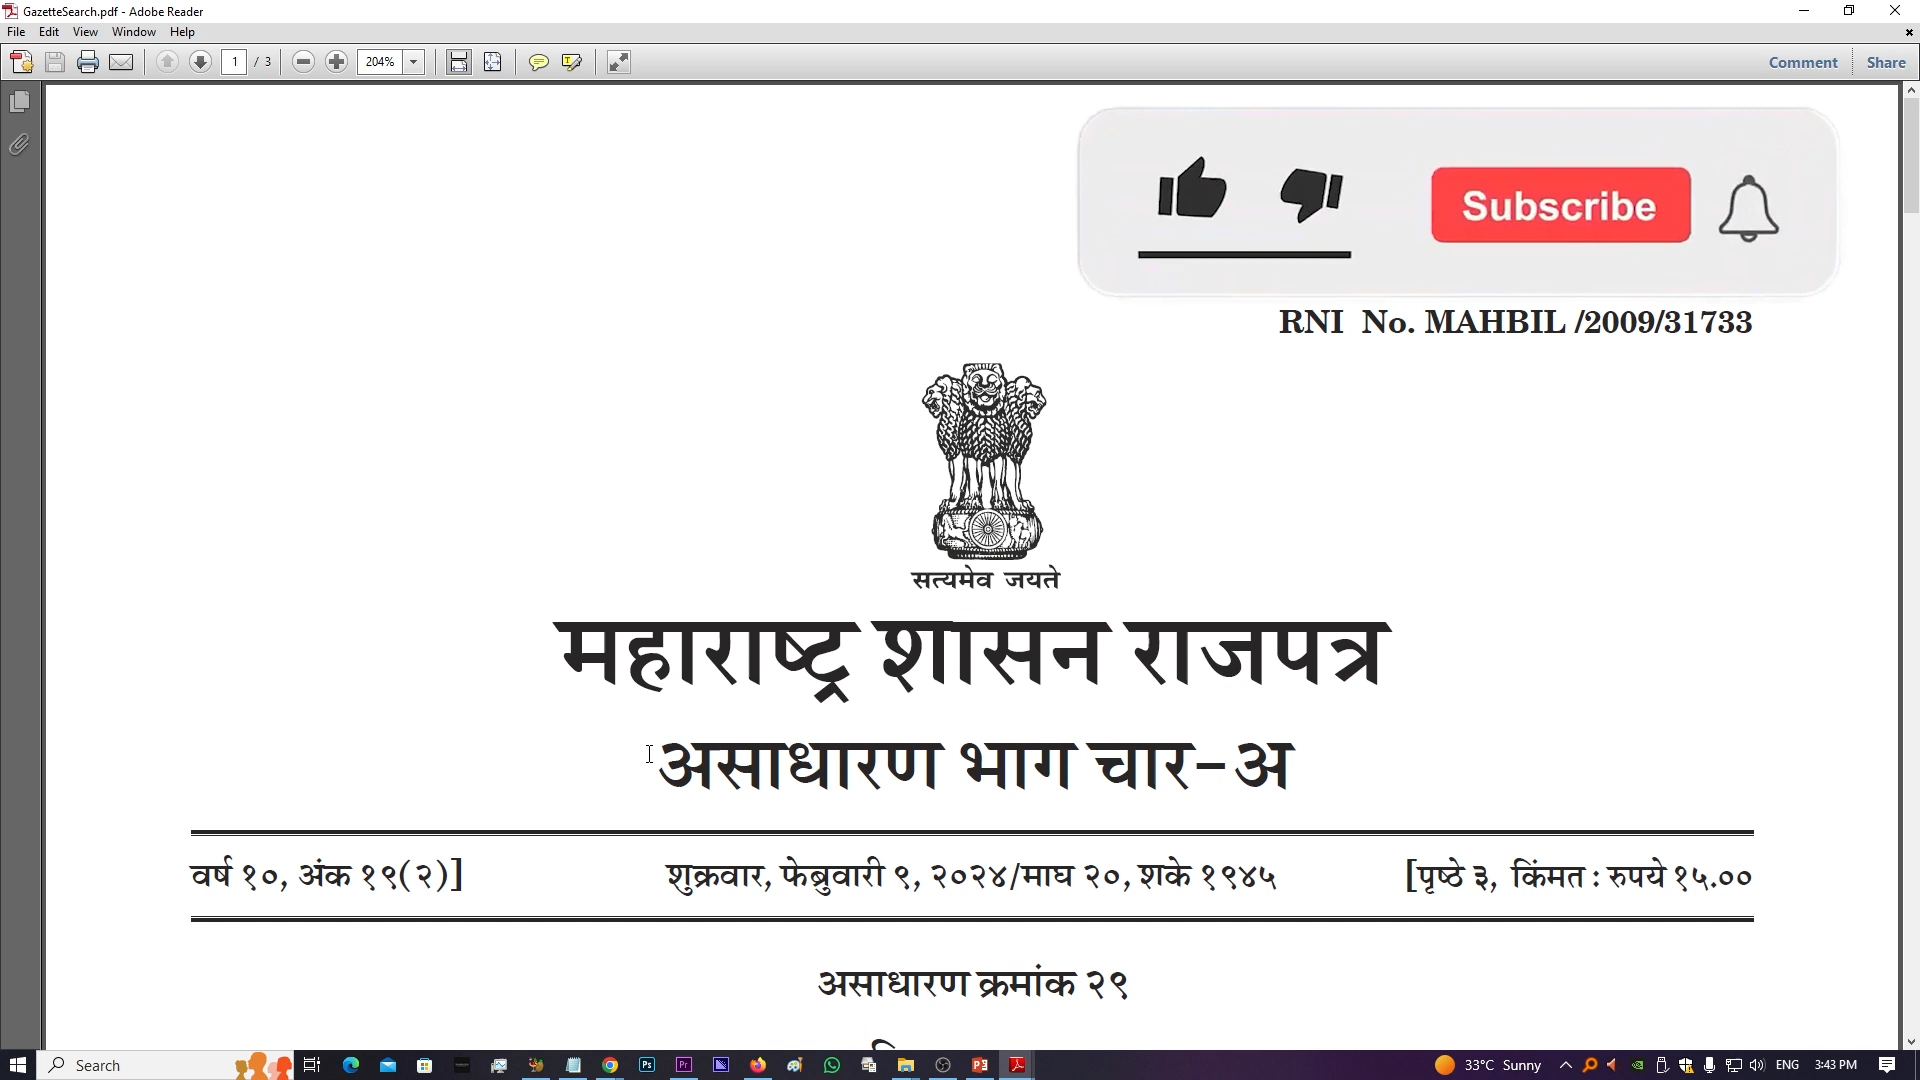 GazetteSearch.pdf - Adobe Reader
File Edit View Window Help
1 / 3 204% Comment Share
Subscribe
RNI No. MAHBIL /2009/31733
सत्यमेव जयते
महाराष्ट्र शासन राजपत्र
असाधारण भाग चार-अ
वर्ष १०, अंक १९(२)] शुक्रवार, फेब्रुवारी ९, २०२४/माघ २०, शके १९४५ [पृष्ठे ३, किंमत : रुपये १५.००
असाधारण क्रमांक २९
Search 33°C Sunny ENG 3:43 PM